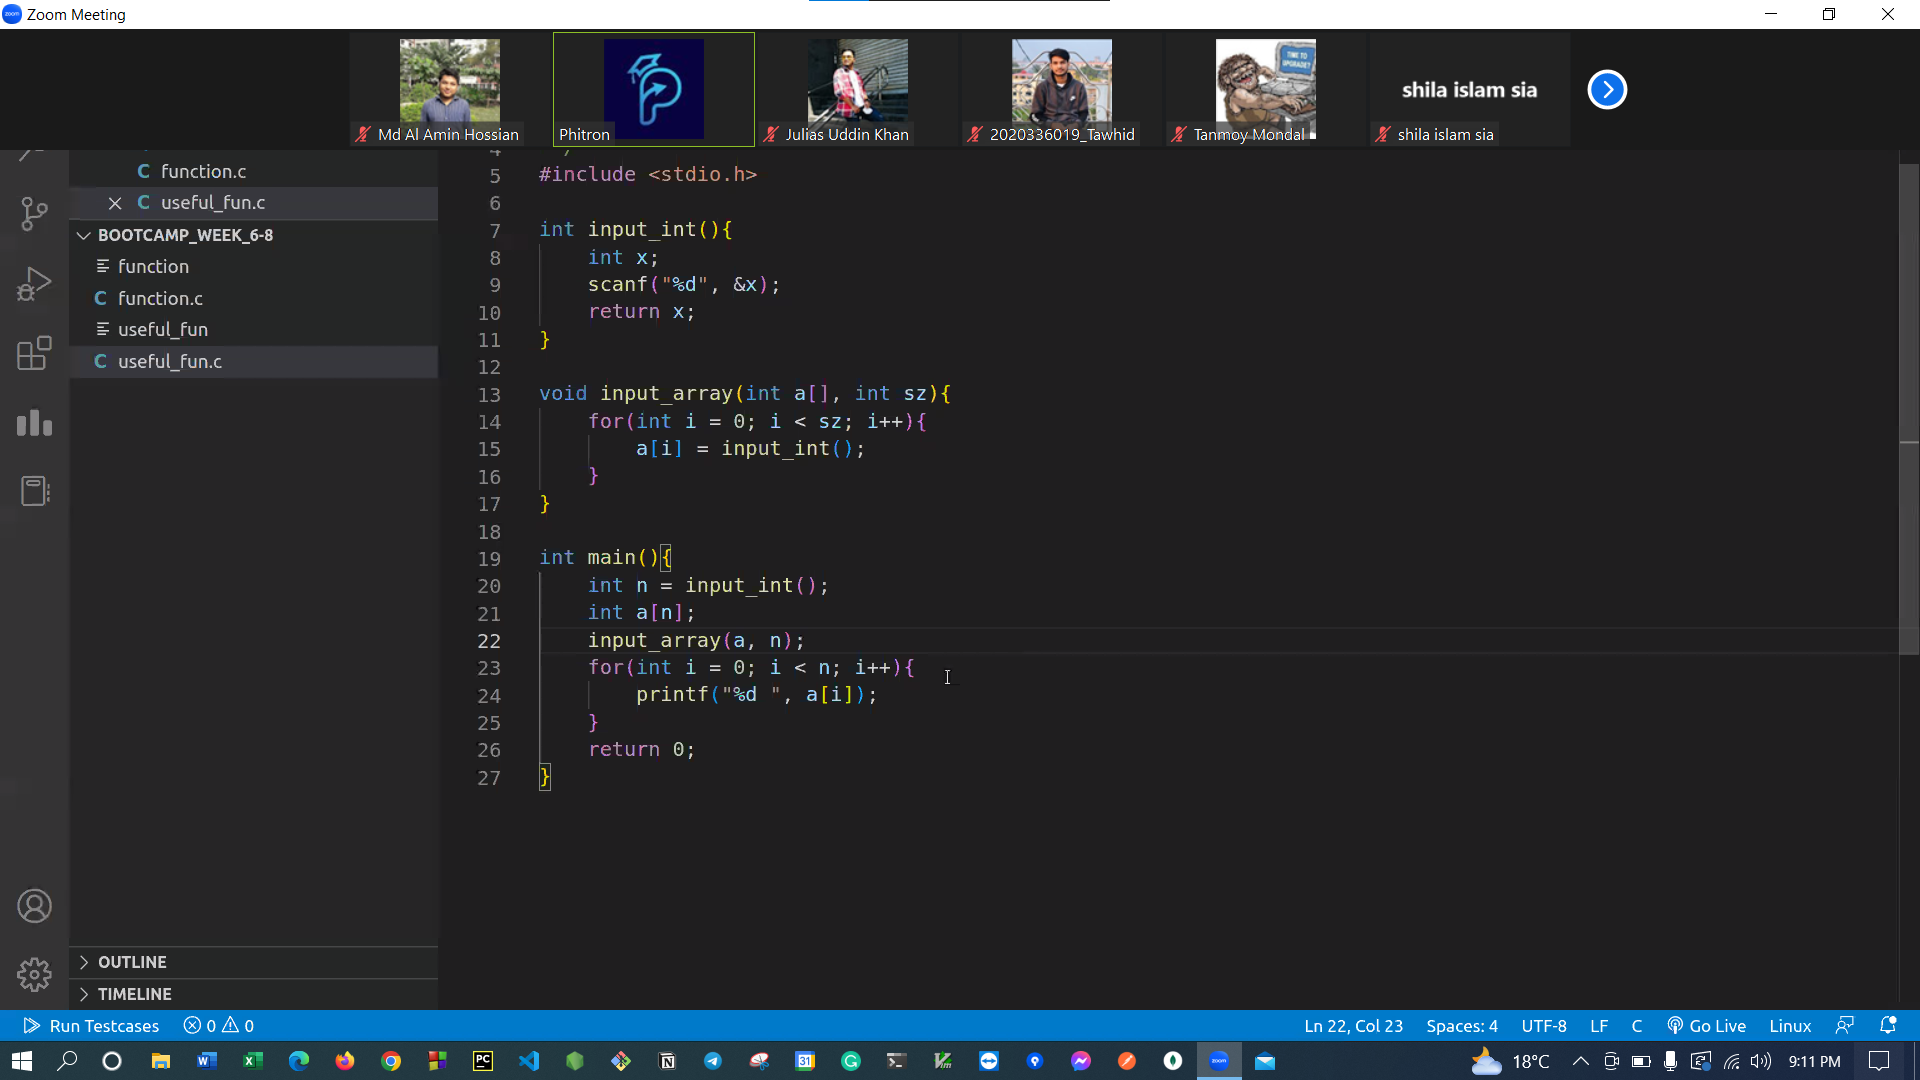 Zoom Meeting
TIME TO UPGRADE?
shila islam sia
Md Al Amin Hossian
Phitron
Julias Uddin Khan
2020336019_Tawhid
Tanmoy Mondal
shila islam sia
C function.c
C useful_fun.c
BOOTCAMP_WEEK_6-8
function
C function.c
useful_fun
C useful_fun.c
OUTLINE
TIMELINE
4
5 #include <stdio.h>
6
7 int input_int(){
8 int x;
9 scanf("%d", &x);
10 return x;
11 }
12
13 void input_array(int a[], int sz){
14 for(int i = 0; i < sz; i++){
15 a[i] = input_int();
16 }
17 }
18
19 int main(){
20 int n = input_int();
21 int a[n];
22 input_array(a, n);
23 for(int i = 0; i < n; i++){
24 printf("%d ", a[i]);
25 }
26 return 0;
27 }
Run Testcases 0 0 Ln 22, Col 23 Spaces: 4 UTF-8 LF C Go Live Linux
18°C 9:11 PM